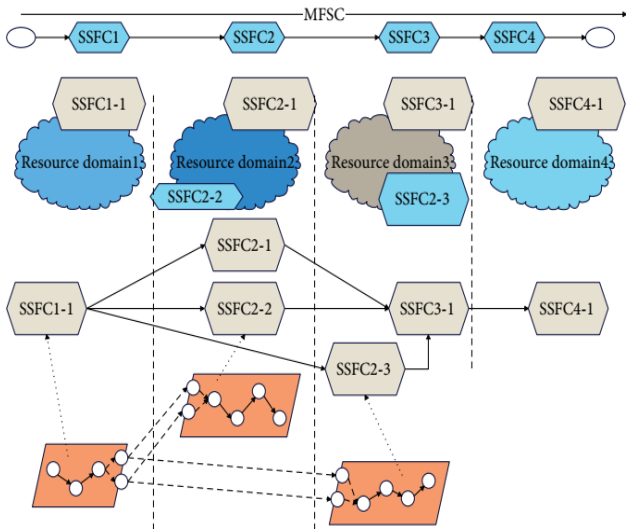 MFSC
SSFC1
SSFC2
SSFC3
SSFC4
SSFC1-1
SSFC2-1
SSFC3-1
SSFC4-1
Resource domain1
Resource domain2
Resource domain3
Resource domain4
SSFC2-2
SSFC2-3
SSFC2-1
SSFC1-1
SSFC2-2
SSFC3-1
SSFC4-1
SSFC2-3